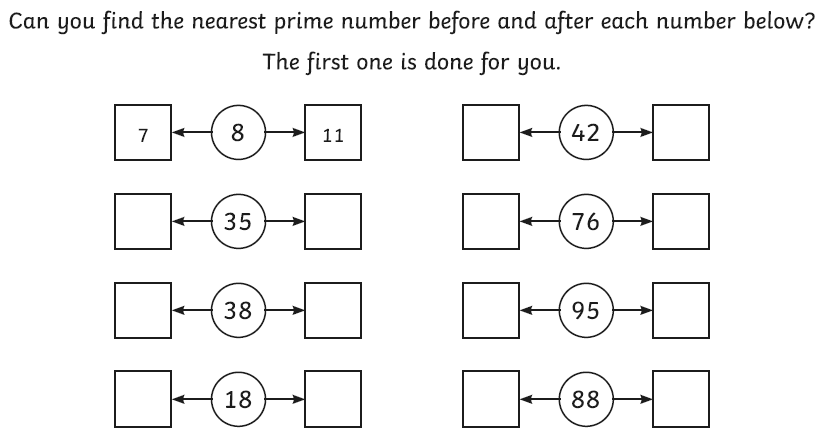 Can you find the nearest prime number before and after each number below?
The first one is done for you.
7 8 11 42
35 76
38 95
18 88